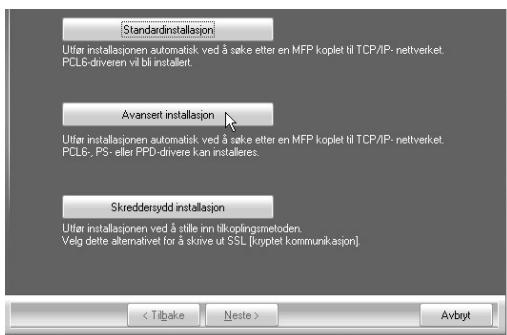 Standardinstallasjon
Utfør installasjonen automatisk ved å søke etter en MFP koplet til TCP/IP- nettverket.
PCL6-driveren vil bli installert.
Avansert installasjon
Utfør installasjonen automatisk ved å søke etter en MFP koplet til TCP/IP- nettverket.
PCL6-, PS- eller PPD-drivere kan installeres.
Skreddersydd installasjon
Utfør installasjonen ved å stille inn tilkoplingsmetoden.
Velg dette alternativet for å skrive ut SSL [kryptet kommunikasjon].
< Tilbake Neste > Avbryt